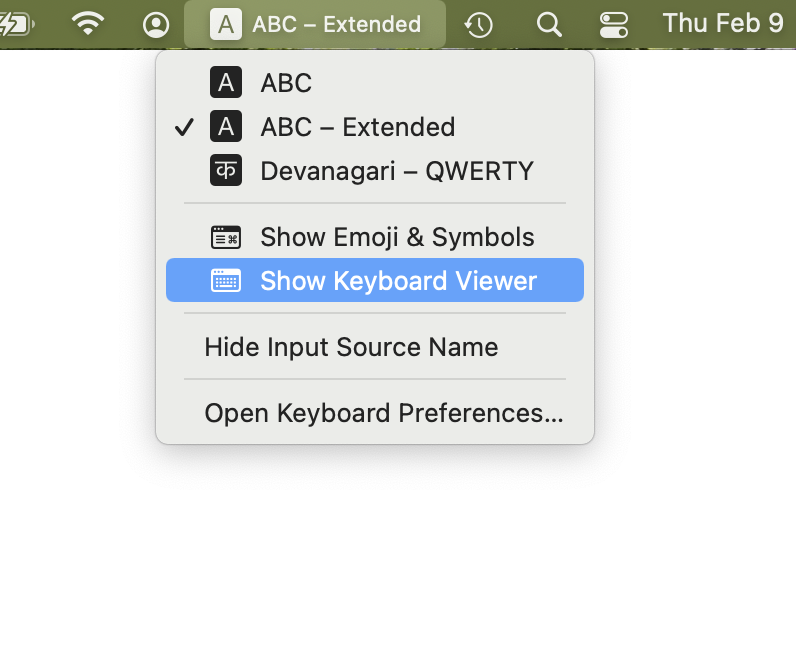 A ABC – Extended
Thu Feb 9
A ABC
✓ A ABC – Extended
क Devanagari – QWERTY
Show Emoji & Symbols
Show Keyboard Viewer
Hide Input Source Name
Open Keyboard Preferences...